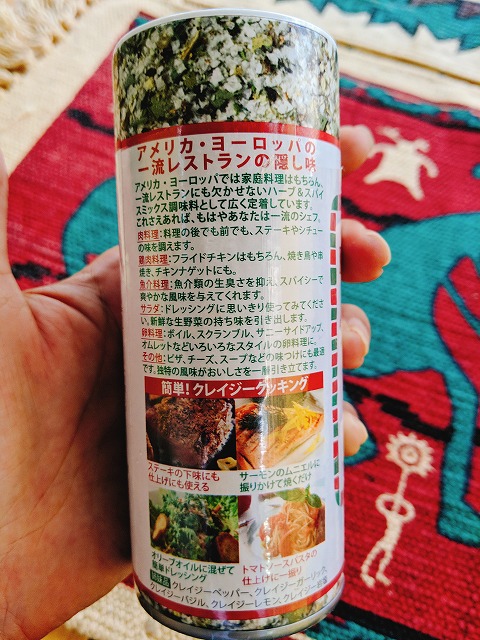 アメリカ・ヨーロッパの
一流レストランの隠し味
アメリカ・ヨーロッパでは家庭料理はもちろん、
一流レストランにも欠かせないハーブ&スパイ
スミックス調味料として広く定着しています。
これさえあれば、もはやあなたは一流のシェフ。
肉料理:料理の後でも前でも、ステーキやシチュー
の味を調えます。
鶏肉料理:フライドチキンはもちろん、焼き鳥や串
焼き、チキンナゲットにも。
魚介料理:魚介類の生臭さを抑え、スパイシーで
爽やかな風味を与えてくれます。
サラダ:ドレッシングに思いきり使ってみてくださ
い。新鮮な生野菜の持ち味を引き出します。
卵料理:ボイル、スクランブル、サニーサイドアップ、
オムレットなどいろいろなスタイルの卵料理に。
その他:ピザ、チーズ、スープなどの味つけにも最適
です。独特の風味がおいしさを一層引き立てます。
簡単!クレイジークッキング
ステーキの下味にも
仕上げにも使える
サーモンのムニエルに
振りかけて焼くだけ
オリーブオイルに混ぜて
簡単ドレッシング
トマトソースパスタの
仕上げに一振り
クレイジーペッパー、クレイジーガーリック、
クレイジーバジル、クレイジーレモン、クレイジー岩塩